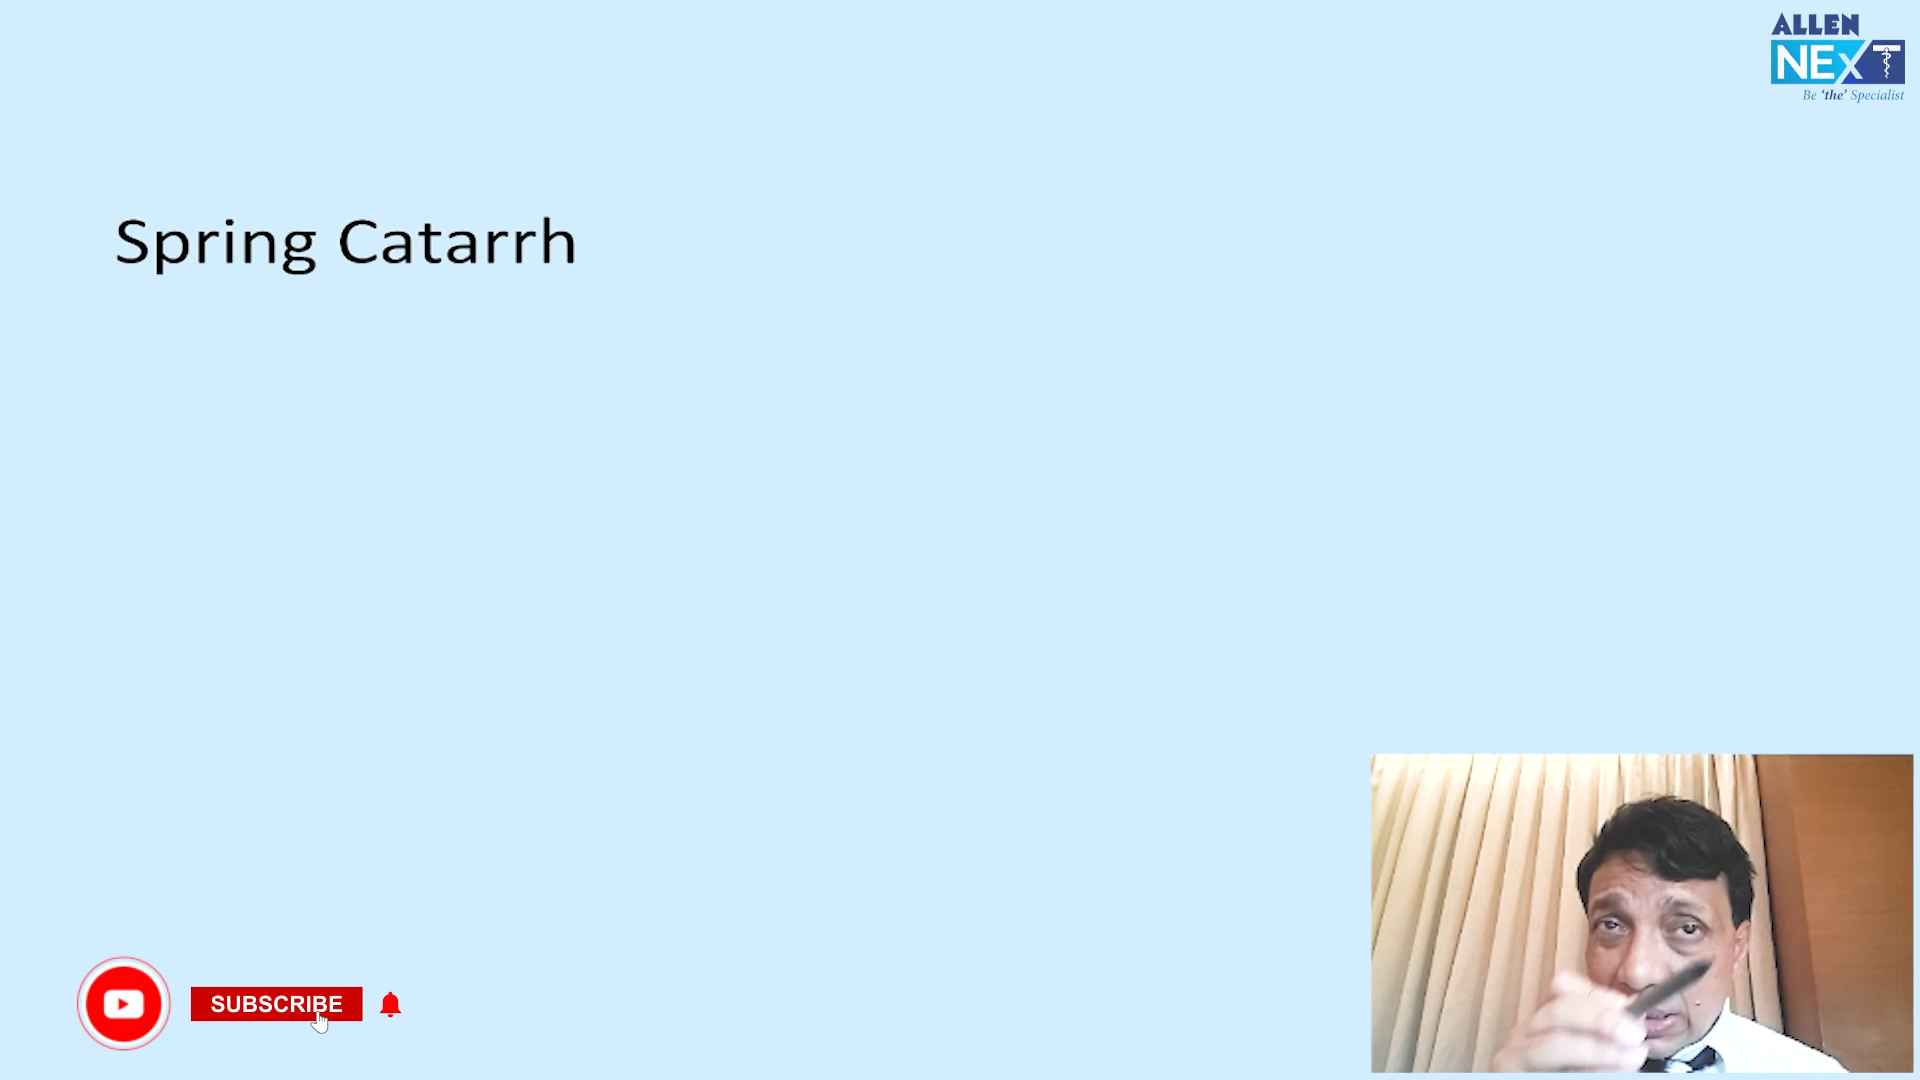 ALLEN
NEXT
Be 'the' Specialist
Spring Catarrh
SUBSCRIBE